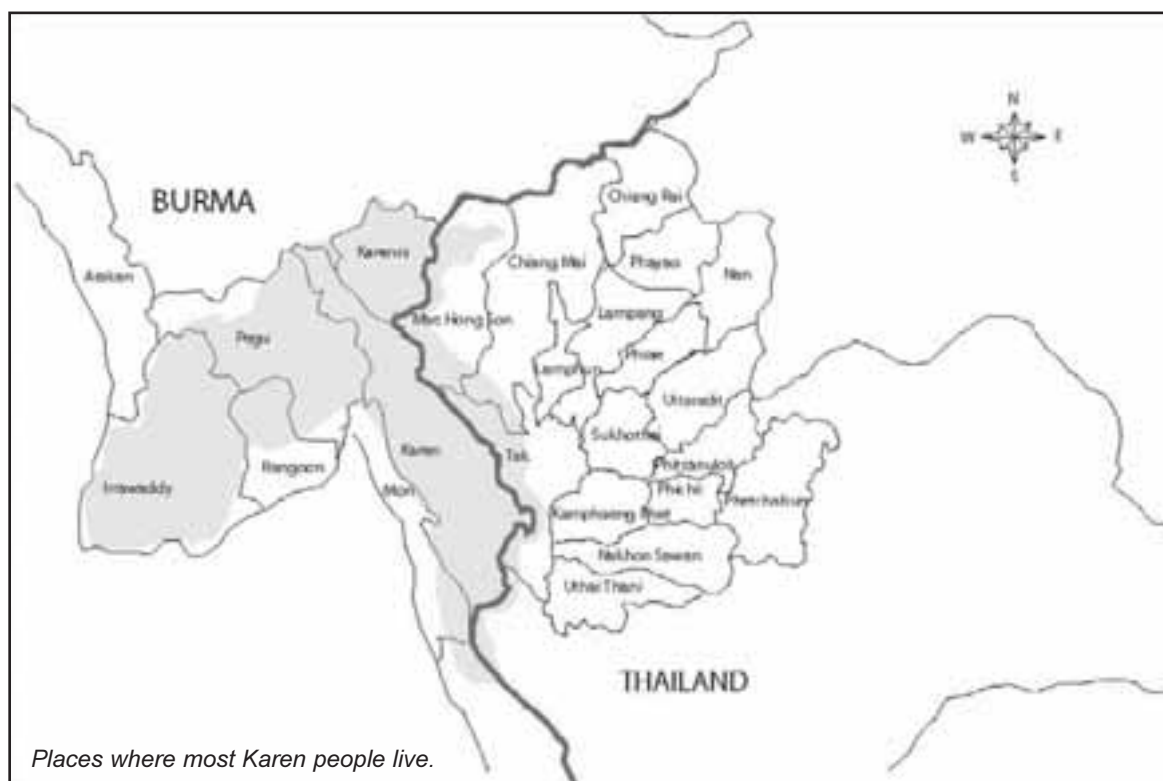 N
W E
S
BURMA
Chiang Rai
Karenni
Arakan
Chiang Mai
Phayao
Nan
Lampang
Mae Hong Son
Pegu
Phrae
Lamphun
Uttaradit
Sukhothai
Karen
Tak
Rangoon
Phitsanulok
Irrawaddy
Mon
Phichit
Phetchabun
Kamphaeng Phet
Nakhon Sawan
Uthai Thani
THAILAND
Places where most Karen people live.